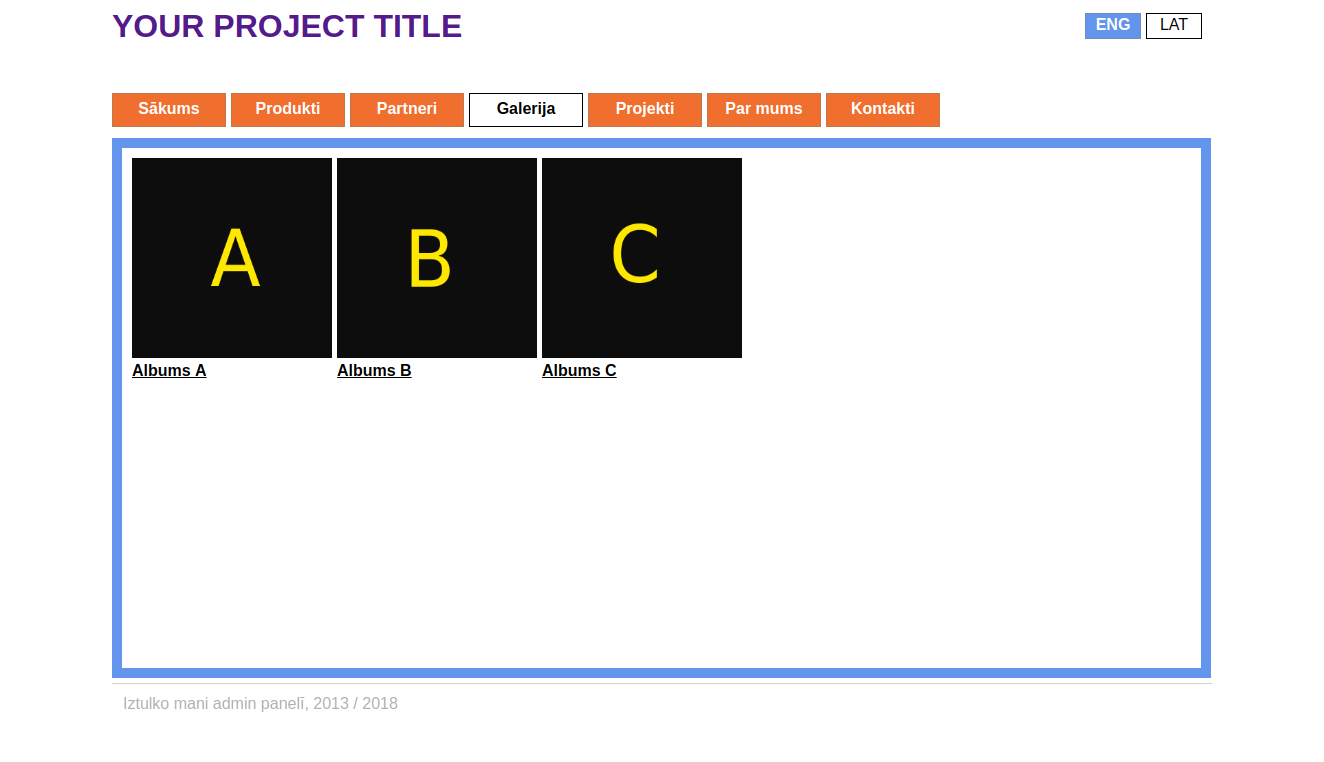 YOUR PROJECT TITLE
ENG LAT
Sākums Produkti Partneri Galerija Projekti Par mums Kontakti
A B C
Albums A Albums B Albums C
Iztulko mani admin panelī, 2013 / 2018